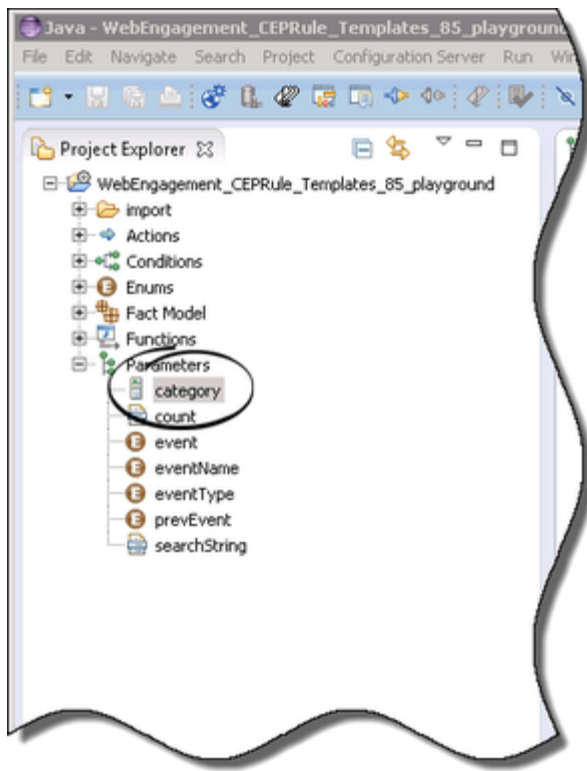 Java - WebEngagement_CEPRule_Templates_85_playground
File Edit Navigate Search Project Configuration Server Run
Project Explorer
WebEngagement_CEPRule_Templates_85_playground
import
Actions
Conditions
Enums
Fact Model
Functions
Parameters
category
count
event
eventName
eventType
prevEvent
searchString